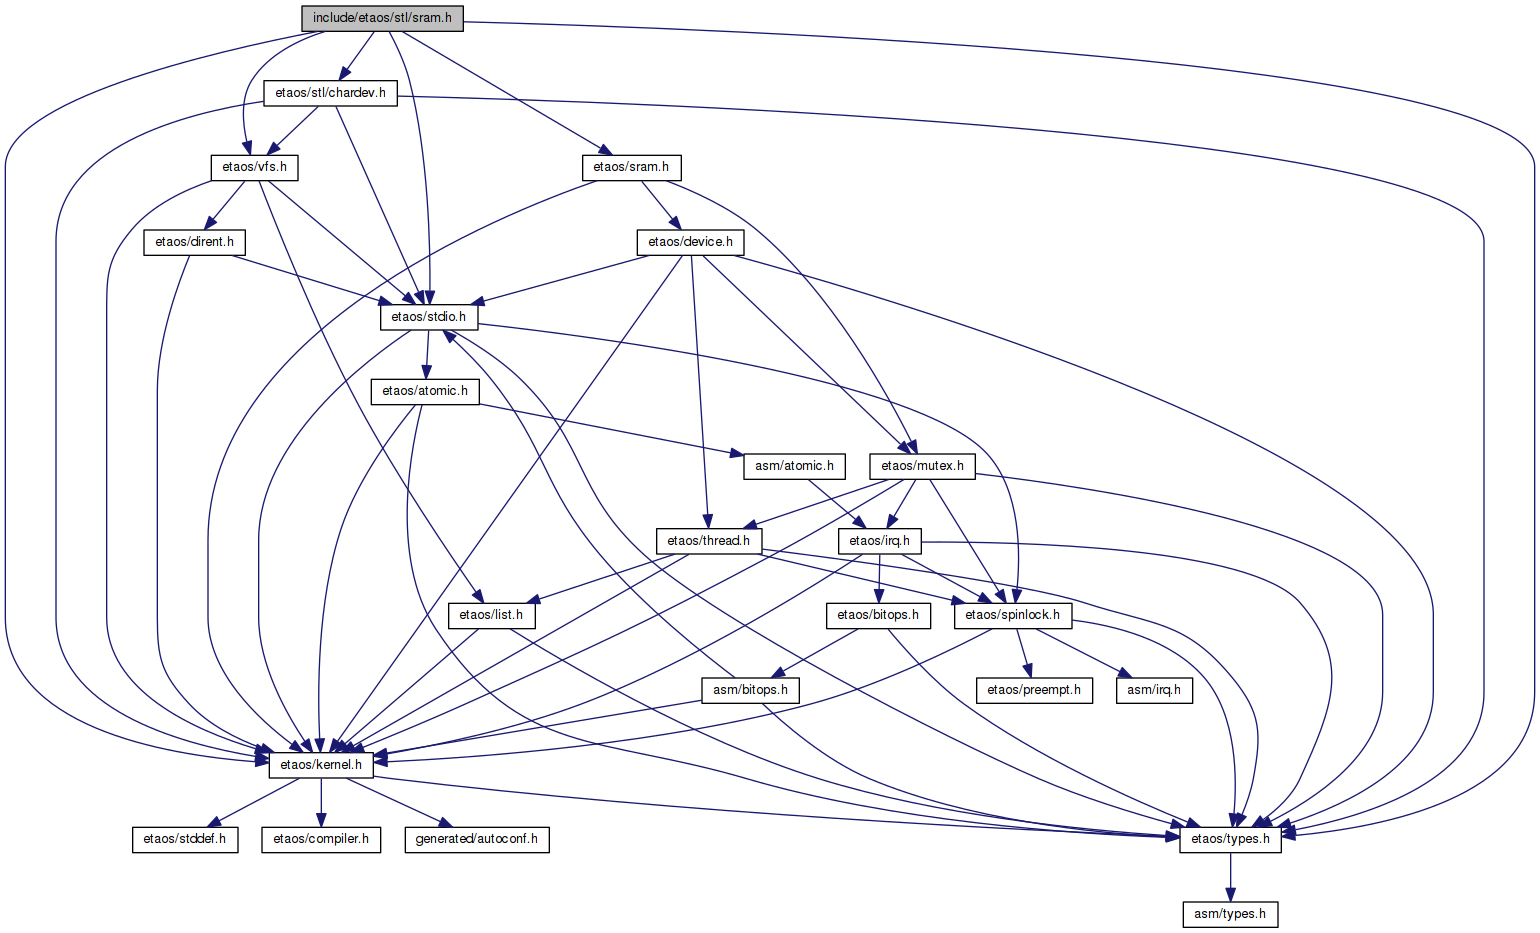 include/etaos/stl/sram.h
etaos/stl/chardev.h
etaos/vfs.h
etaos/sram.h
etaos/dirent.h
etaos/device.h
etaos/stdio.h
etaos/atomic.h
asm/atomic.h
etaos/mutex.h
etaos/thread.h
etaos/irq.h
etaos/list.h
etaos/bitops.h
etaos/spinlock.h
asm/bitops.h
etaos/preempt.h
asm/irq.h
etaos/kernel.h
etaos/stddef.h
etaos/compiler.h
generated/autoconf.h
etaos/types.h
asm/types.h